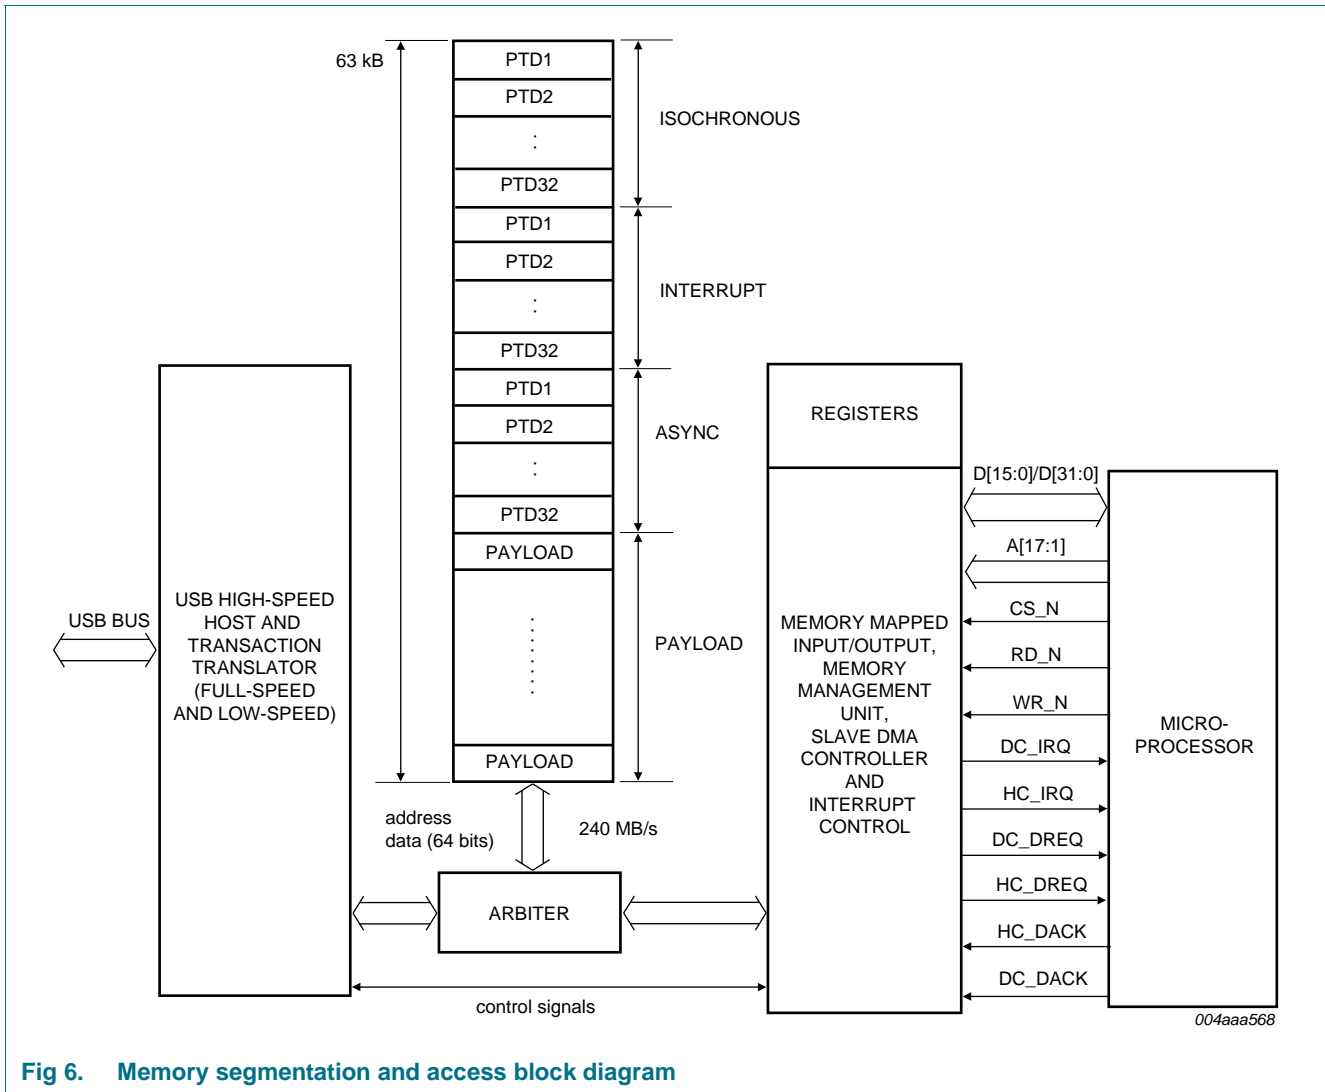 63 kB
PTD1
PTD2
PTD32
ISOCHRONOUS
PTD1
PTD2
PTD32
INTERRUPT
PTD1
PTD2
PTD32
ASYNC
PAYLOAD
PAYLOAD
PAYLOAD
USB BUS
USB HIGH-SPEED
HOST AND
TRANSACTION
TRANSLATOR
(FULL-SPEED
AND LOW-SPEED)
address
data (64 bits)
240 MB/s
ARBITER
control signals
REGISTERS
MEMORY MAPPED
INPUT/OUTPUT,
MEMORY
MANAGEMENT
UNIT,
SLAVE DMA
CONTROLLER
AND
INTERRUPT
CONTROL
D[15:0]/D[31:0]
A[17:1]
CS_N
RD_N
WR_N
DC_IRQ
HC_IRQ
DC_DREQ
HC_DREQ
HC_DACK
DC_DACK
MICRO-
PROCESSOR
004aaa568
Fig 6. Memory segmentation and access block diagram